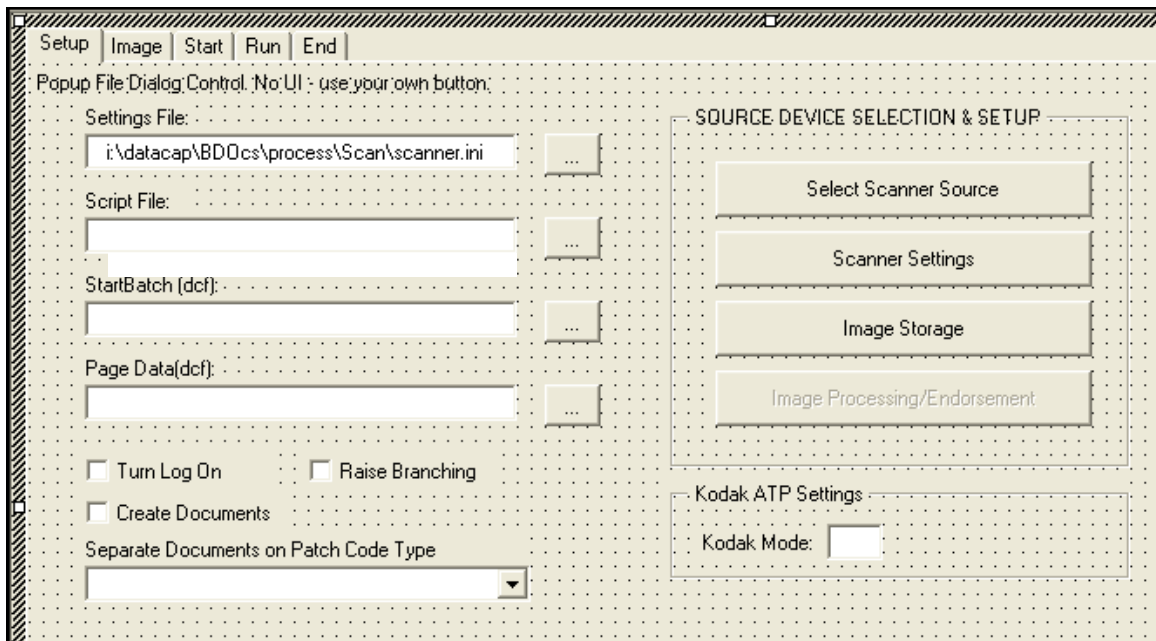 Setup Image Start Run End
Popup File Dialog Control. No UI - use your own button.
Settings File:
i:\datacap\BDOcs\process\Scan\scanner.ini
...
Script File:
...
StartBatch (dcf):
...
Page Data(dcf):
...
Turn Log On
Raise Branching
Create Documents
Separate Documents on Patch Code Type
SOURCE DEVICE SELECTION & SETUP
Select Scanner Source
Scanner Settings
Image Storage
Image Processing/Endorsement
Kodak ATP Settings
Kodak Mode: